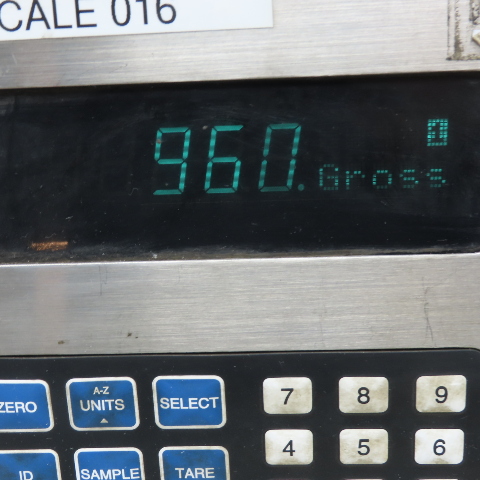 CALE 016
960. Gross
ZERO
A-Z
UNITS
SELECT
7 8 9
ID
SAMPLE
TARE
4 5 6